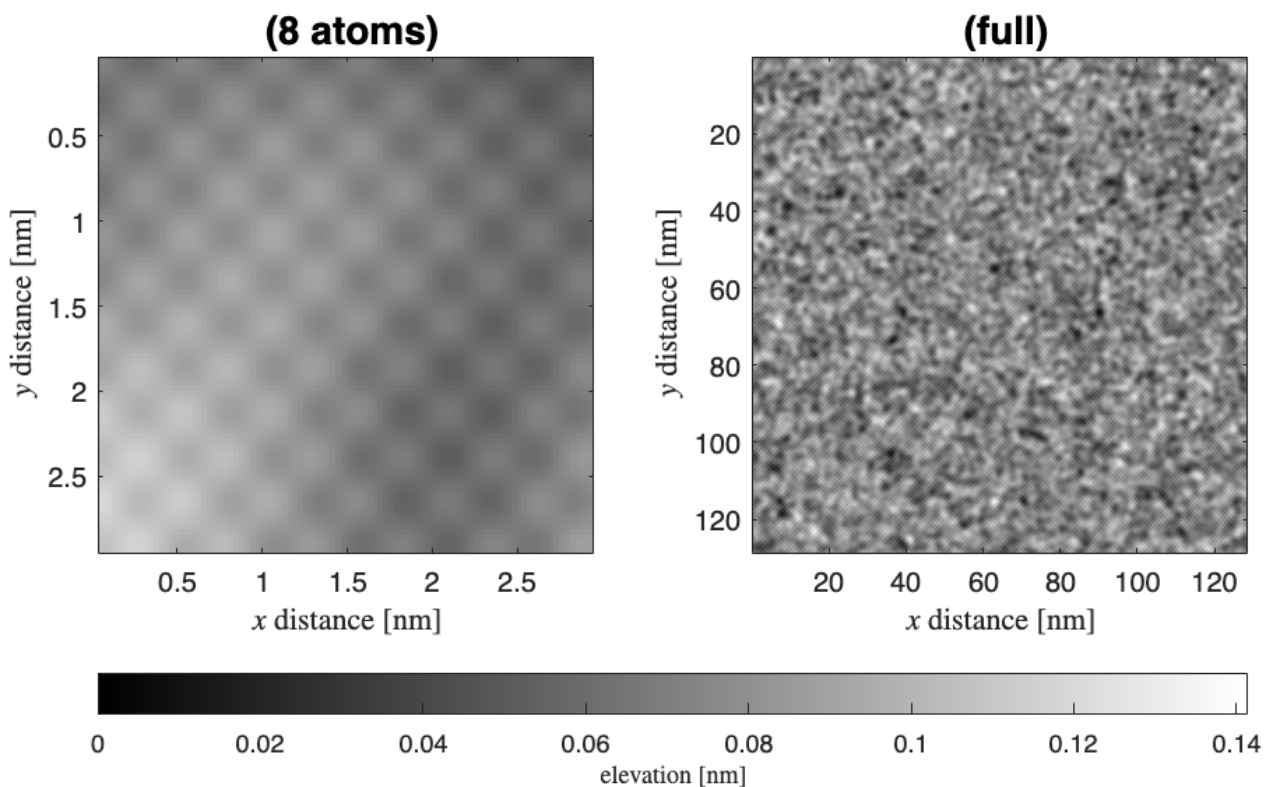 (8 atoms)
(full)
0.5
1
1.5
2
2.5
y distance [nm]
0.5 1 1.5 2 2.5
x distance [nm]
20
40
60
80
100
120
y distance [nm]
20 40 60 80 100 120
x distance [nm]
0 0.02 0.04 0.06 0.08 0.1 0.12 0.14
elevation [nm]